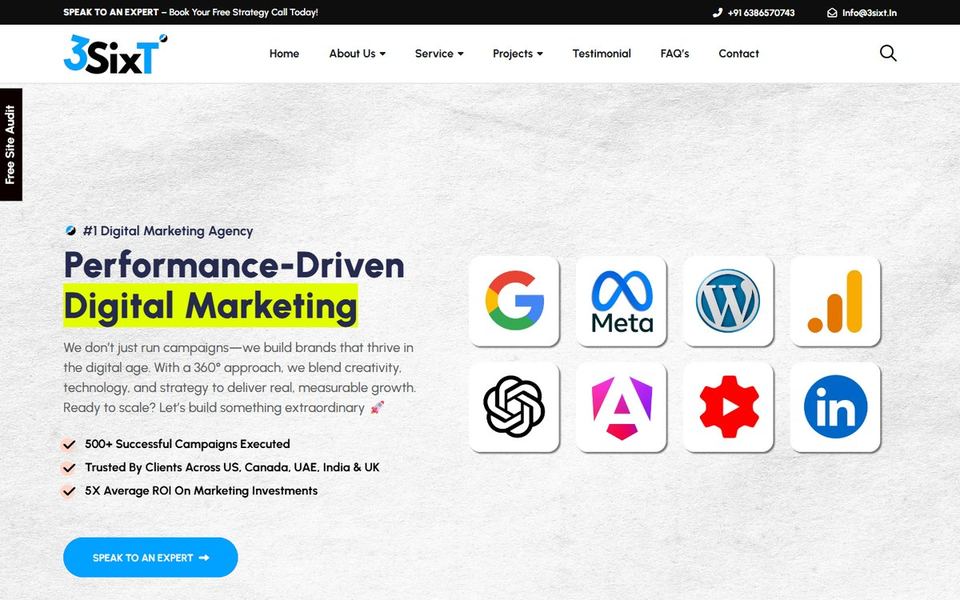 SPEAK TO AN EXPERT – Book Your Free Strategy Call Today!
+91 6386570743
Info@3sixt.In
3SixT
Home
About Us
Service
Projects
Testimonial
FAQ's
Contact
Free Site Audit
#1 Digital Marketing Agency
Performance-Driven
Digital Marketing
We don't just run campaigns—we build brands that thrive in
the digital age. With a 360° approach, we blend creativity,
technology, and strategy to deliver real, measurable growth.
Ready to scale? Let's build something extraordinary 🚀
500+ Successful Campaigns Executed
Trusted By Clients Across US, Canada, UAE, India & UK
5X Average ROI On Marketing Investments
SPEAK TO AN EXPERT
G
Meta
W
A
in